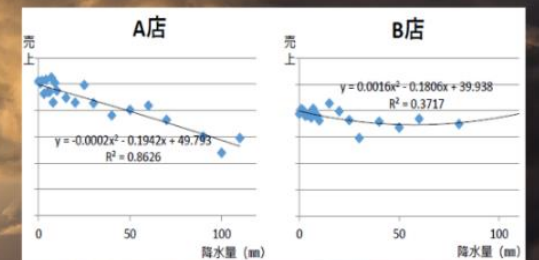 A店
売
上
y = -0.0002x² - 0.1942x + 49.793
R² = 0.8626
0
50
100
降水量 (㎜)
B店
売
上
y = 0.0016x² - 0.1806x + 39.938
R² = 0.3717
0
50
100
降水量 (㎜)